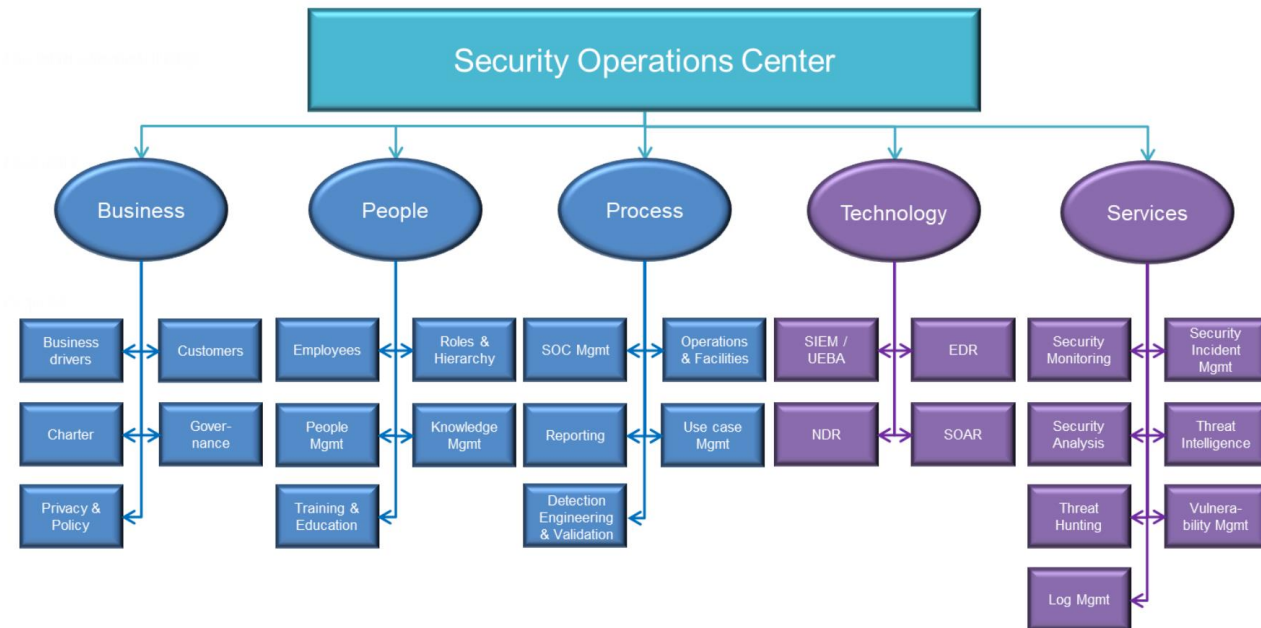 Security Operations Center
Business
People
Process
Technology
Services
Business
drivers
Customers
Charter
Gover-
nance
Privacy &
Policy
Employees
Roles &
Hierarchy
People
Mgmt
Knowledge
Mgmt
Training &
Education
SOC Mgmt
Operations
& Facilities
Reporting
Use case
Mgmt
Detection
Engineering
& Validation
SIEM /
UEBA
EDR
NDR
SOAR
Security
Monitoring
Security
Incident
Mgmt
Security
Analysis
Threat
Intelligence
Threat
Hunting
Vulnera-
bility Mgmt
Log Mgmt